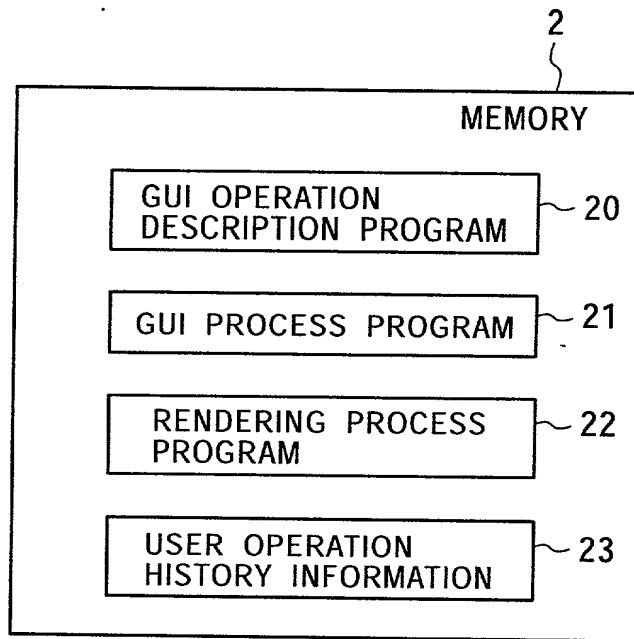 2
MEMORY
GUI OPERATION
DESCRIPTION PROGRAM
20
GUI PROCESS PROGRAM
21
RENDERING PROCESS
PROGRAM
22
USER OPERATION
HISTORY INFORMATION
23